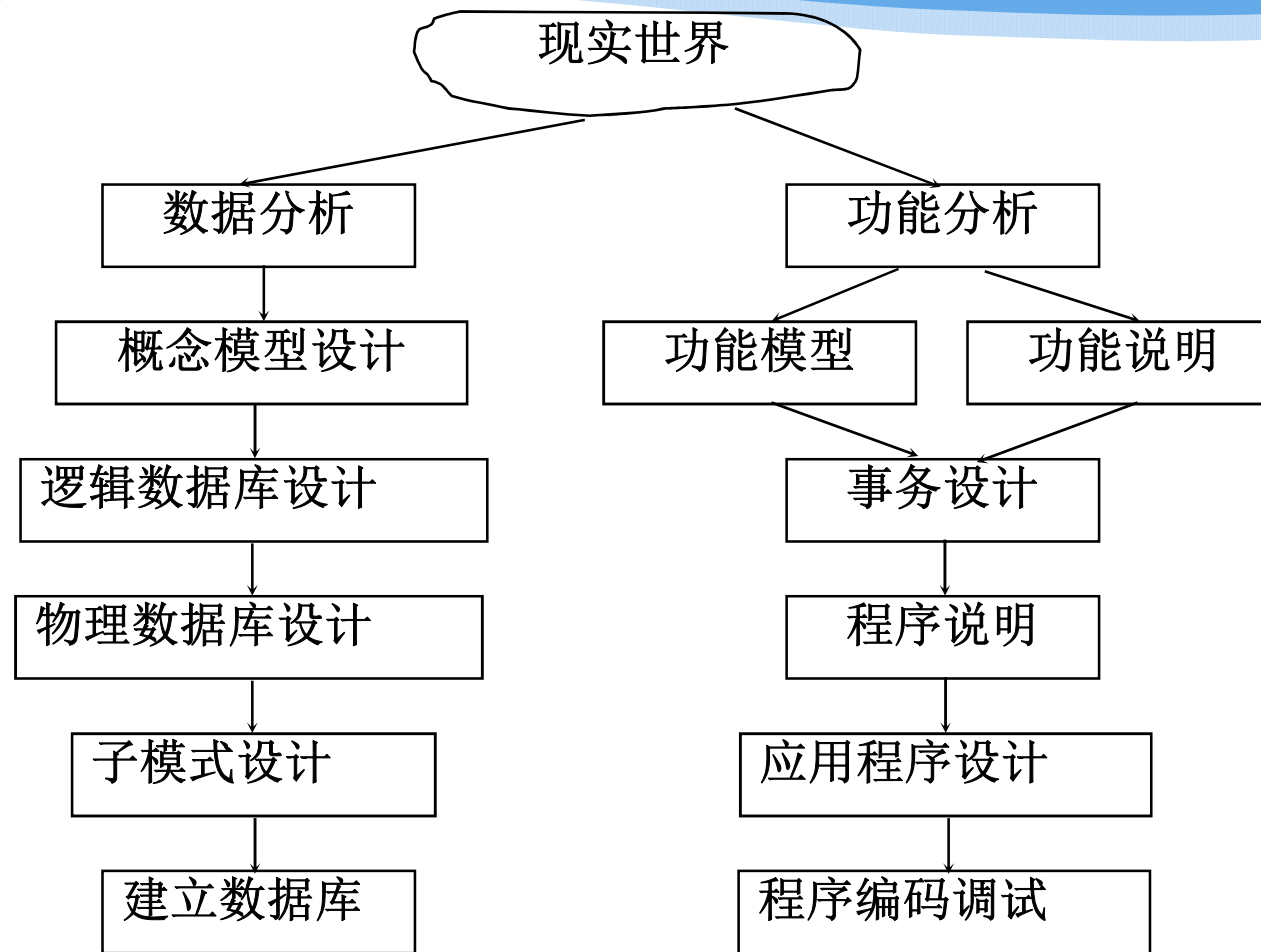 现实世界
数据分析
功能分析
概念模型设计
功能模型
功能说明
逻辑数据库设计
事务设计
物理数据库设计
程序说明
子模式设计
应用程序设计
建立数据库
程序编码调试